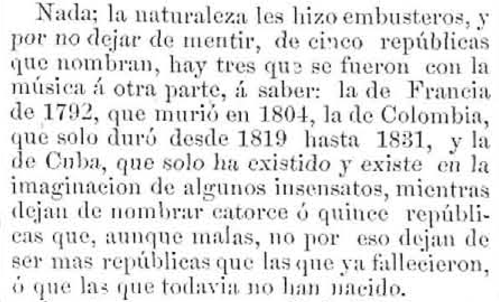 Nada; la naturaleza les hizo embusteros, y
por no dejar de mentir, de cinco repúblicas
que nombran, hay tres que se fueron con la
música á otra parte, á saber: la de Francia
de 1792, que murió en 1804, la de Colombia,
que solo duró desde 1819 hasta 1831, y la
de Cuba, que solo ha existido y existe en la
imaginacion de algunos insensatos, mientras
dejan de nombrar catorce ó quince repúbli-
cas que, aunque malas, no por eso dejan de
ser mas repúblicas que las que ya fallecieron,
ó que las que todavia no han nacido.